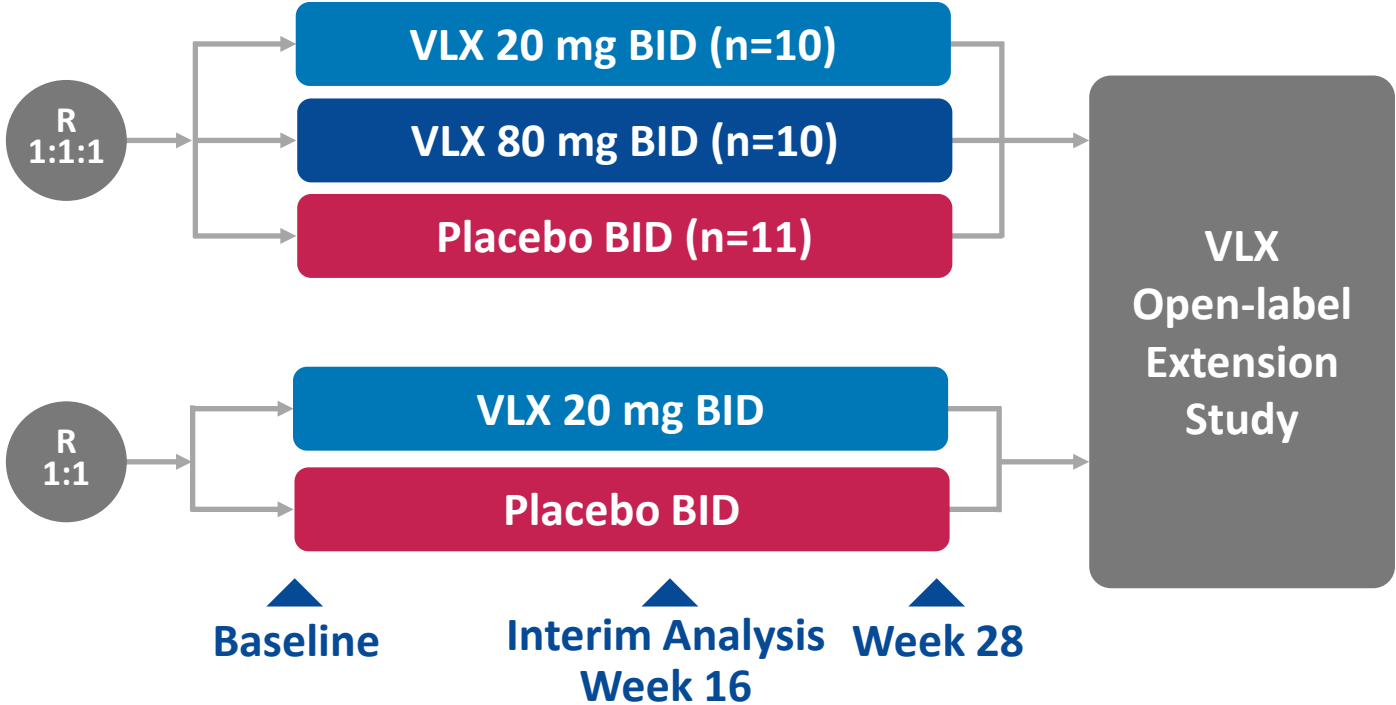 R
1:1:1
VLX 20 mg BID (n=10)
VLX 80 mg BID (n=10)
Placebo BID (n=11)
R
1:1
VLX 20 mg BID
Placebo BID
VLX
Open-label
Extension
Study
Baseline
Interim Analysis
Week 16
Week 28